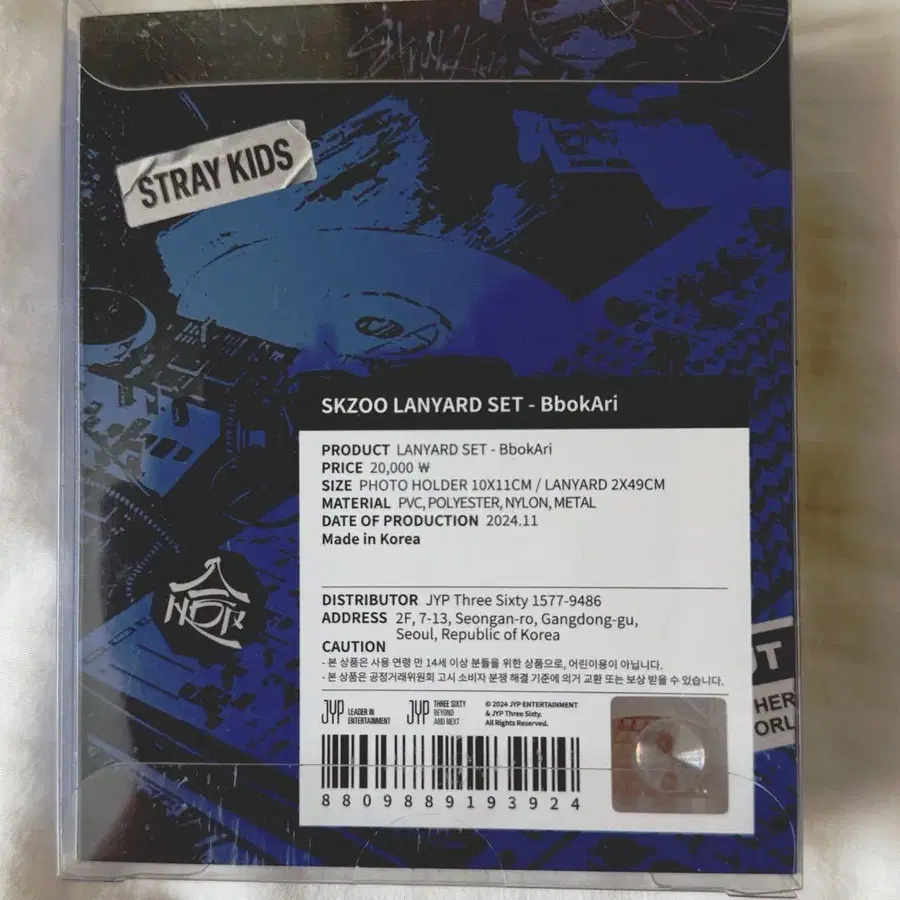 STRAY KIDS
SKZOO LANYARD SET - BbokAri
PRODUCT LANYARD SET - BbokAri
PRICE 20,000 ₩
SIZE PHOTO HOLDER 10X11CM / LANYARD 2X49CM
MATERIAL PVC, POLYESTER, NYLON, METAL
DATE OF PRODUCTION 2024.11
Made in Korea
DISTRIBUTOR JYP Three Sixty 1577-9486
ADDRESS 2F, 7-13, Seongan-ro, Gangdong-gu,
Seoul, Republic of Korea
CAUTION
- 본 상품은 사용 연령 만 14세 이상 분들을 위한 상품으로, 어린이용이 아닙니다.
- 본 상품은 공정거래위원회 고시 소비자 분쟁 해결 기준에 의거 교환 또는 보상 받을 수 있습니다.
JYP LEADER IN ENTERTAINMENT
JYP THREE SIXTY BEYOND AND NEXT
© 2024 JYP ENTERTAINMENT
& JYP Three Sixty.
All Rights Reserved.
8809889193924